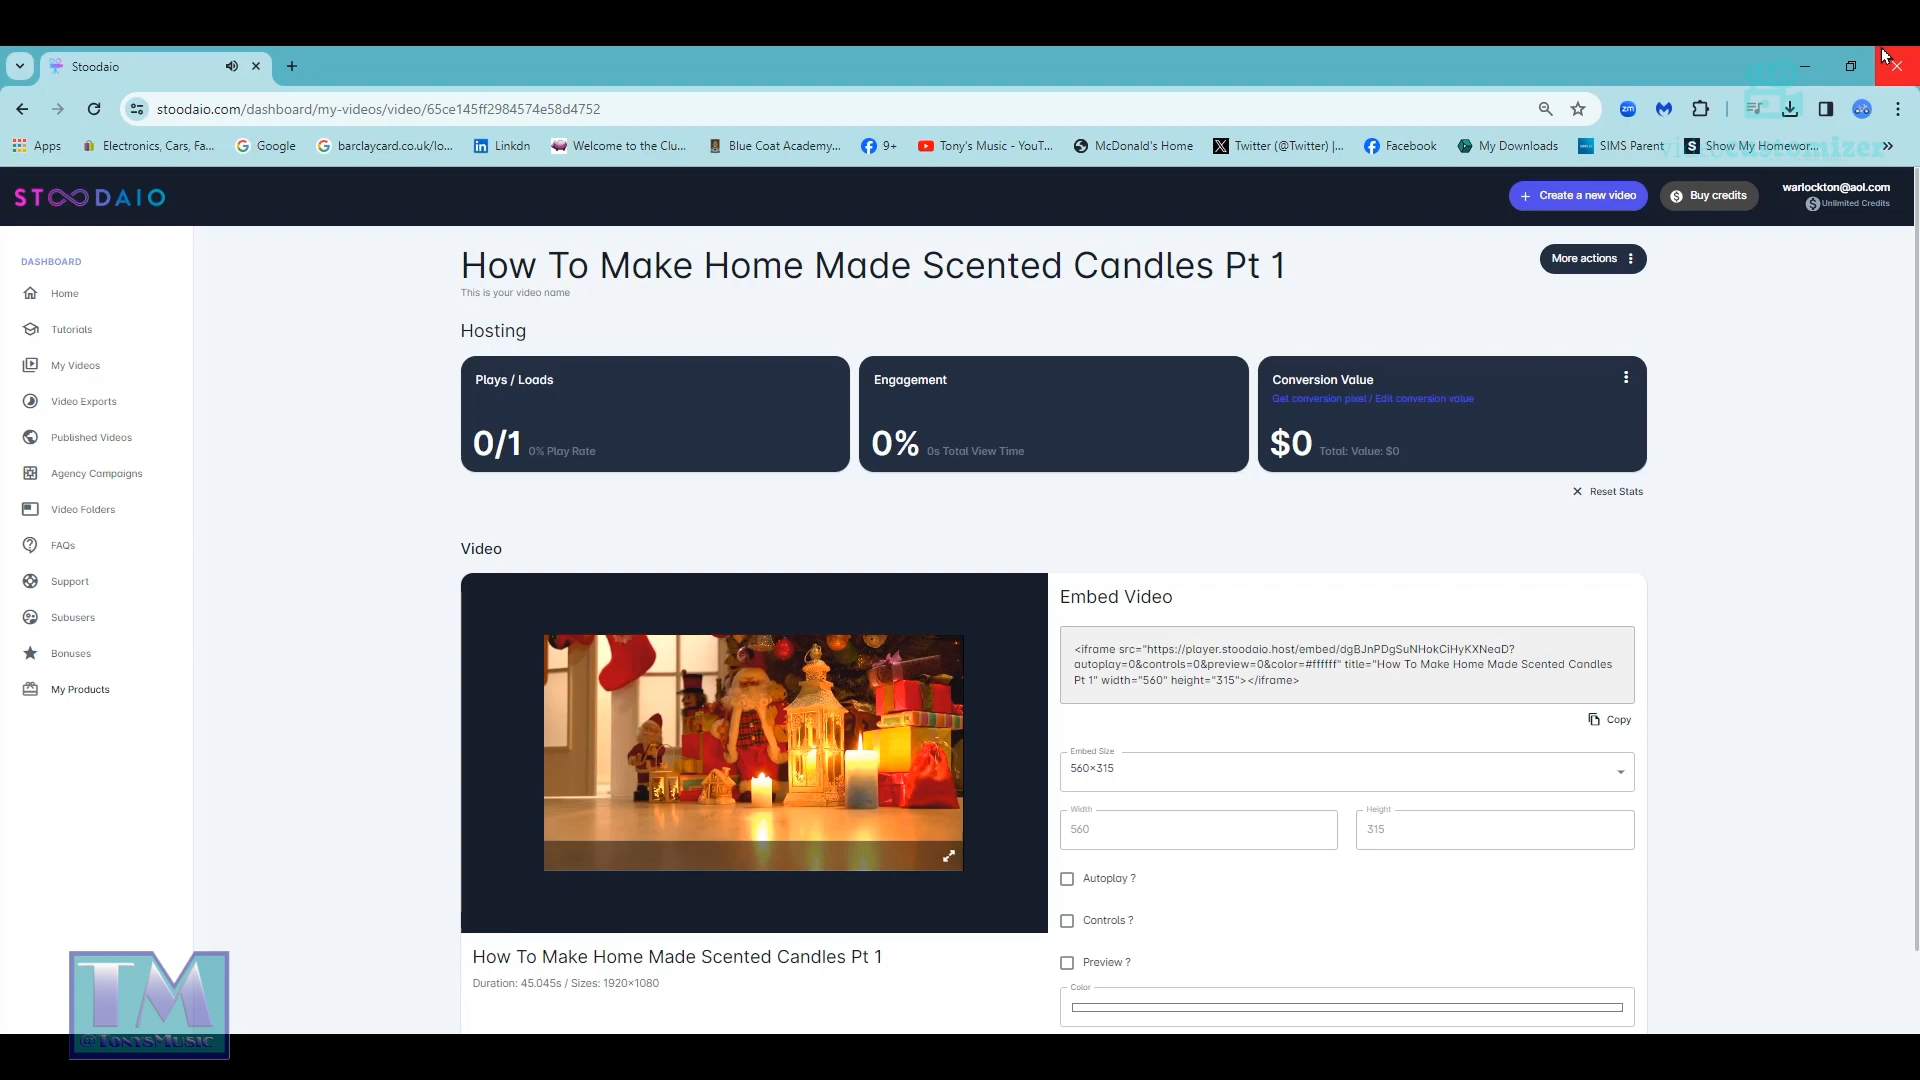 Stoodaio
stoodaio.com/dashboard/my-videos/video/65ce145ff2984574e58d4752
zm
Apps
Electronics, Cars, Fa...
Google
barclaycard.co.uk/lo...
Linkdn
Welcome to the Clu...
Blue Coat Academy...
9+
Tony's Music - YouT...
McDonald's Home
Twitter (@Twitter) |...
Facebook
My Downloads
SIMS Parent
Show My Homewor...
STOODAIO
Create a new video
Buy credits
warlockton@aol.com
Unlimited Credits
DASHBOARD
Home
Tutorials
My Videos
Video Exports
Published Videos
Agency Campaigns
Video Folders
FAQs
Support
Subusers
Bonuses
My Products
How To Make Home Made Scented Candles Pt 1
This is your video name
More actions
Hosting
Plays / Loads
0/1 0% Play Rate
Engagement
0% 0s Total View Time
Conversion Value
Get conversion pixel / Edit conversion value
$0 Total: Value: $0
Reset Stats
Video
Embed Video
<iframe src="https://player.stoodaio.host/embed/dgBJnPDgSuNHokCiHyKXNeaD?
autoplay=0&controls=0&preview=0&color=#ffffff" title="How To Make Home Made Scented Candles
Pt 1" width="560" height="315"></iframe>
Copy
Embed Size
560×315
Width
560
Height
315
Autoplay ?
Controls ?
Preview ?
Color
How To Make Home Made Scented Candles Pt 1
Duration: 45.045s / Sizes: 1920×1080
TM
@TonysMusic